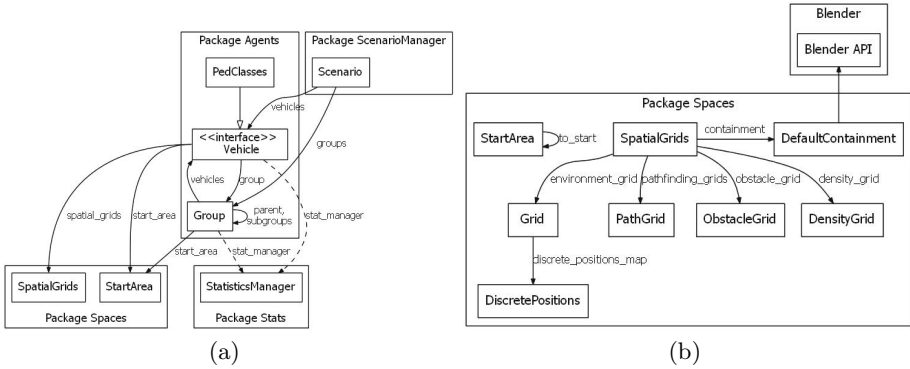 Package Agents
Package ScenarioManager
PedClasses
Scenario
vehicles
<<interface>>
Vehicle
groups
vehicles
group
spatial_grids
start_area
Group
parent,
subgroups
stat_manager
start_area
stat_manager
SpatialGrids
StartArea
StatisticsManager
Package Spaces
Package Stats
(a)
Blender
Blender API
Package Spaces
StartArea
to_start
SpatialGrids
containment
DefaultContainment
environment_grid
pathfinding_grids
obstacle_grid
density_grid
Grid
PathGrid
ObstacleGrid
DensityGrid
discrete_positions_map
DiscretePositions
(b)